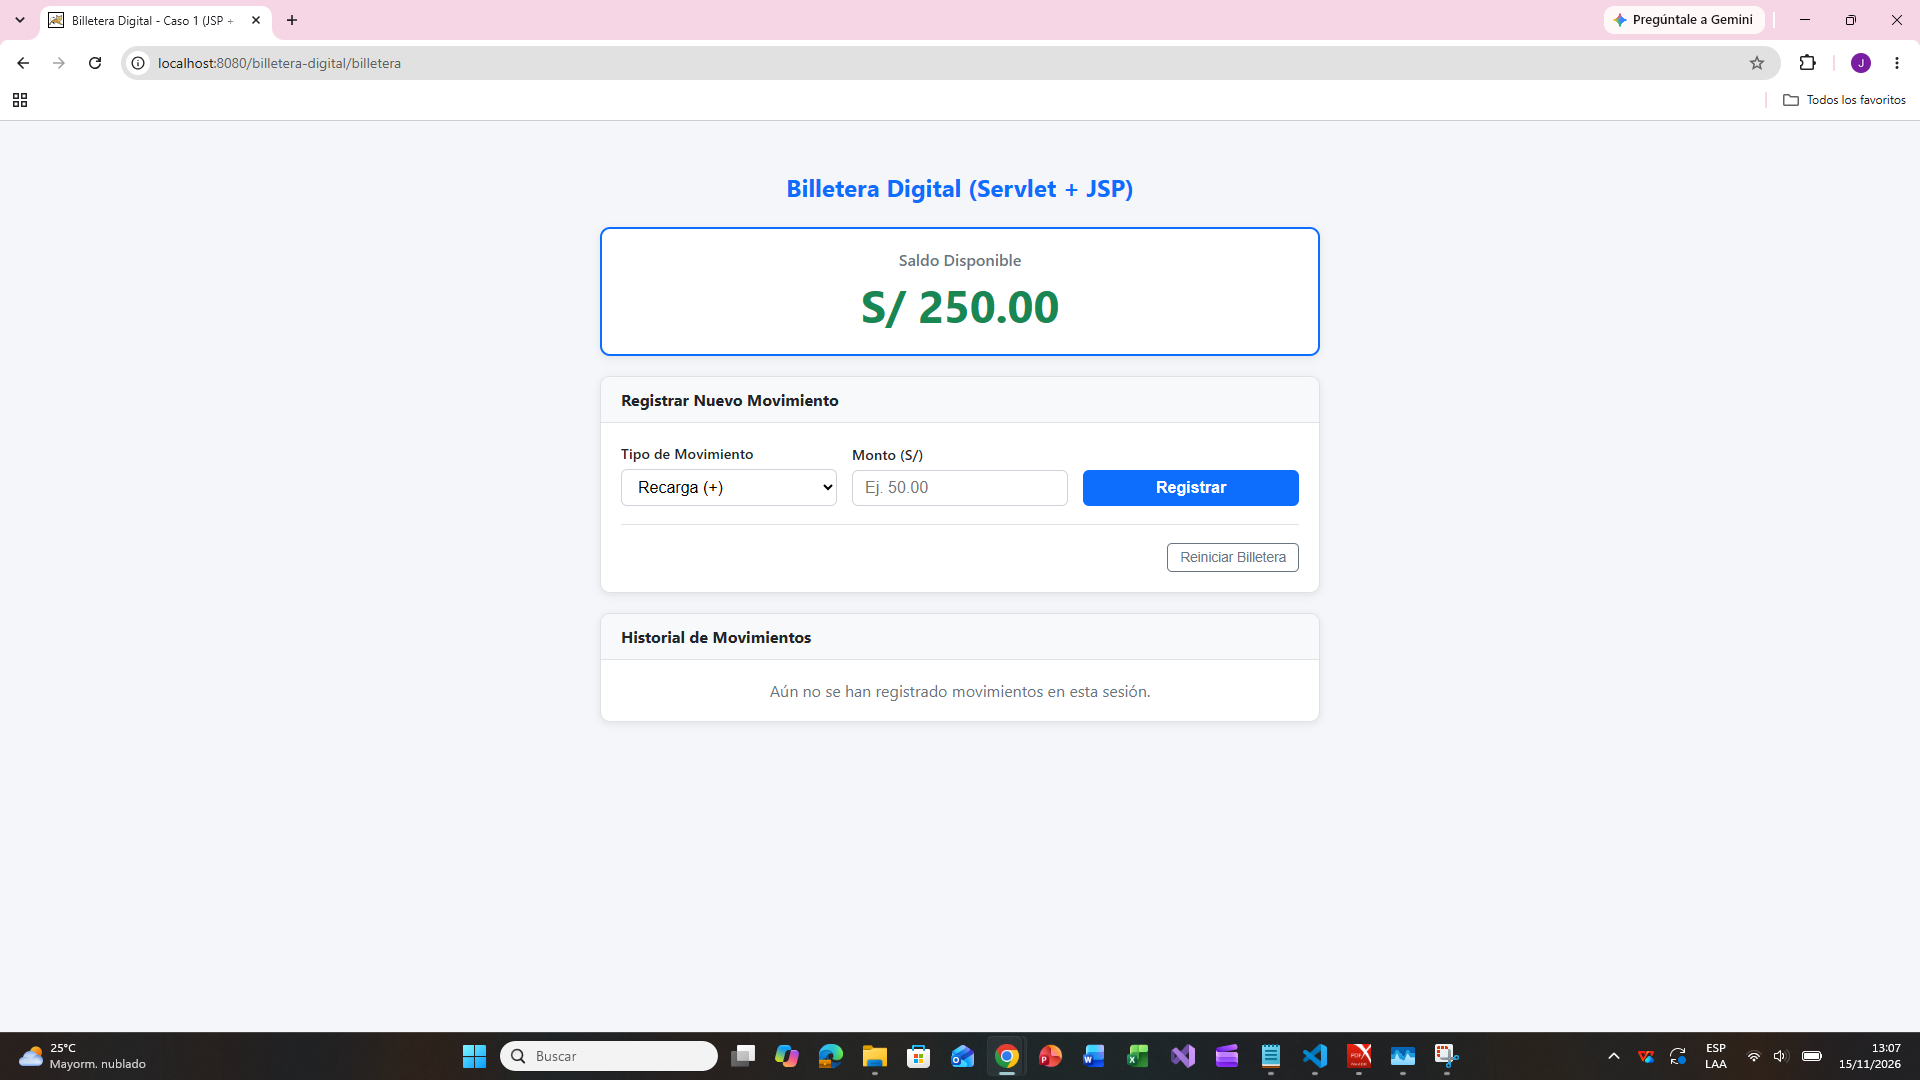 Billetera Digital - Caso 1 (JSP +
Pregúntale a Gemini
localhost:8080/billetera-digital/billetera
J
Todos los favoritos
Billetera Digital (Servlet + JSP)
Saldo Disponible
S/ 250.00
Registrar Nuevo Movimiento
Tipo de Movimiento
Monto (S/)
Recarga (+)
Ej. 50.00
Registrar
Reiniciar Billetera
Historial de Movimientos
Aún no se han registrado movimientos en esta sesión.
25°C
Mayorm. nublado
Buscar
ESP
LAA
13:07
15/11/2026